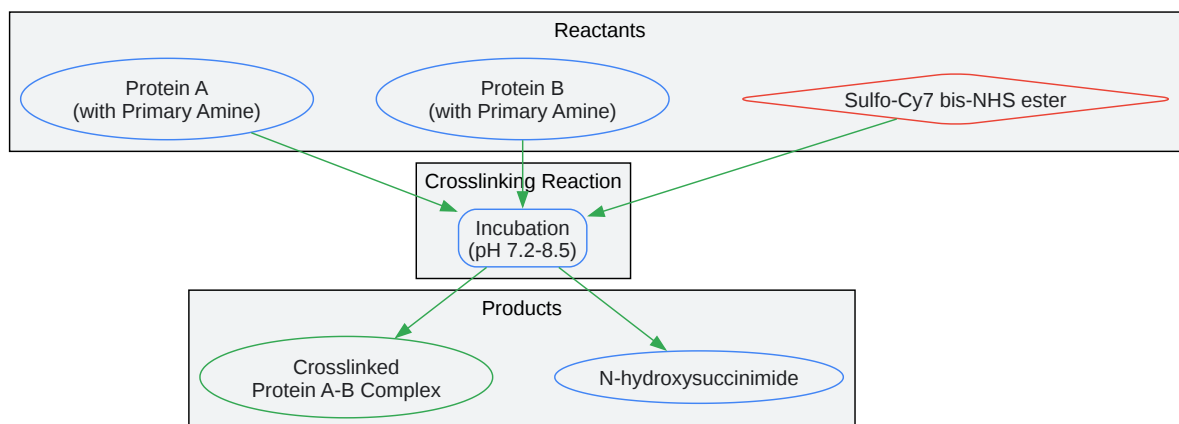 Reactants
Protein A
(with Primary Amine)
Protein B
(with Primary Amine)
Sulfo-Cy7 bis-NHS ester
Crosslinking Reaction
Incubation
(pH 7.2-8.5)
Products
Crosslinked
Protein A-B Complex
N-hydroxysuccinimide